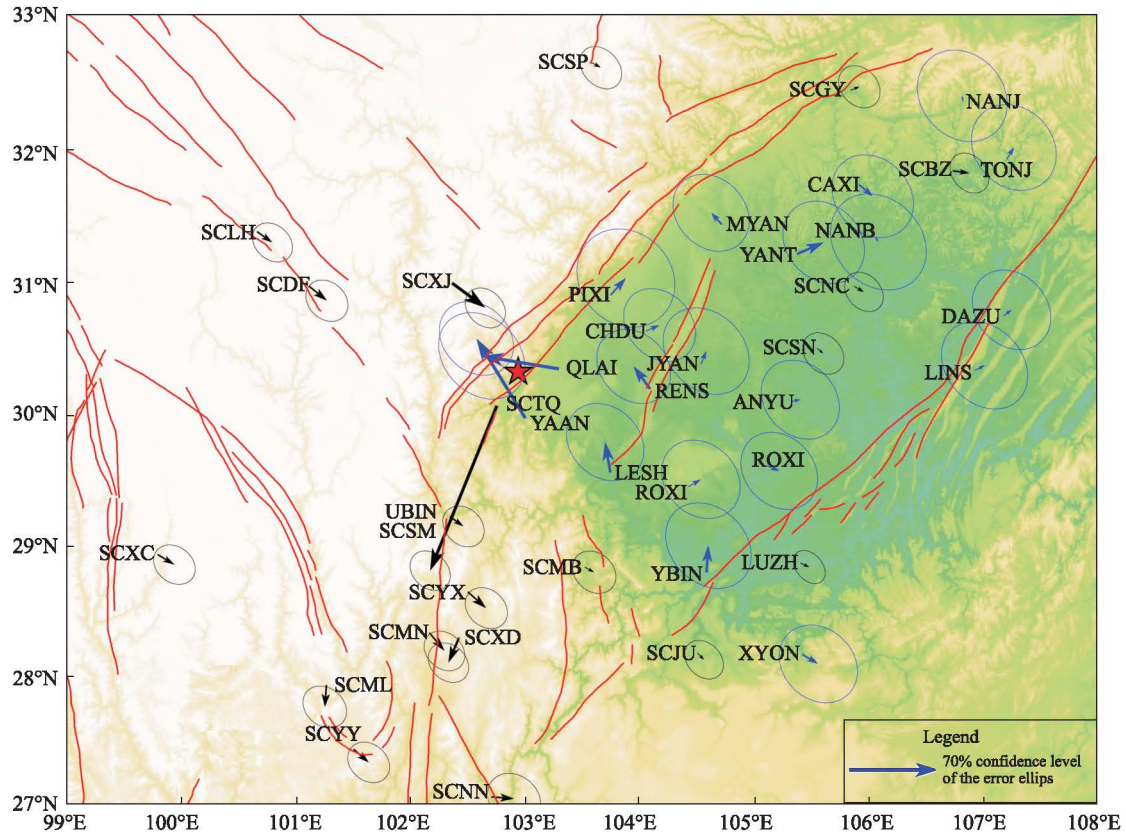 33°N
SCSP
SCGY
NANJ
32°N
SCBZ
TONJ
CAXI
MYAN
NANB
SCLH
YANT
31°N
SCXJ
SCDF
SCNC
PIXI
DAZU
CHDU
SCSN
JYAN
QLAI
LINS
RENS
30°N
SCTQ
ANYU
YAAN
ROXI
LESH
ROXI
UBIN
SCSM
29°N
SCXC
SCMB
YBIN
LUZH
SCYX
SCMN
SCXD
SCJU
XYON
28°N
SCML
SCYY
Legend
70% confidence level
of the error ellips
SCNN
27°N
99°E
100°E
101°E
102°E
103°E
104°E
105°E
106°E
107°E
108°E